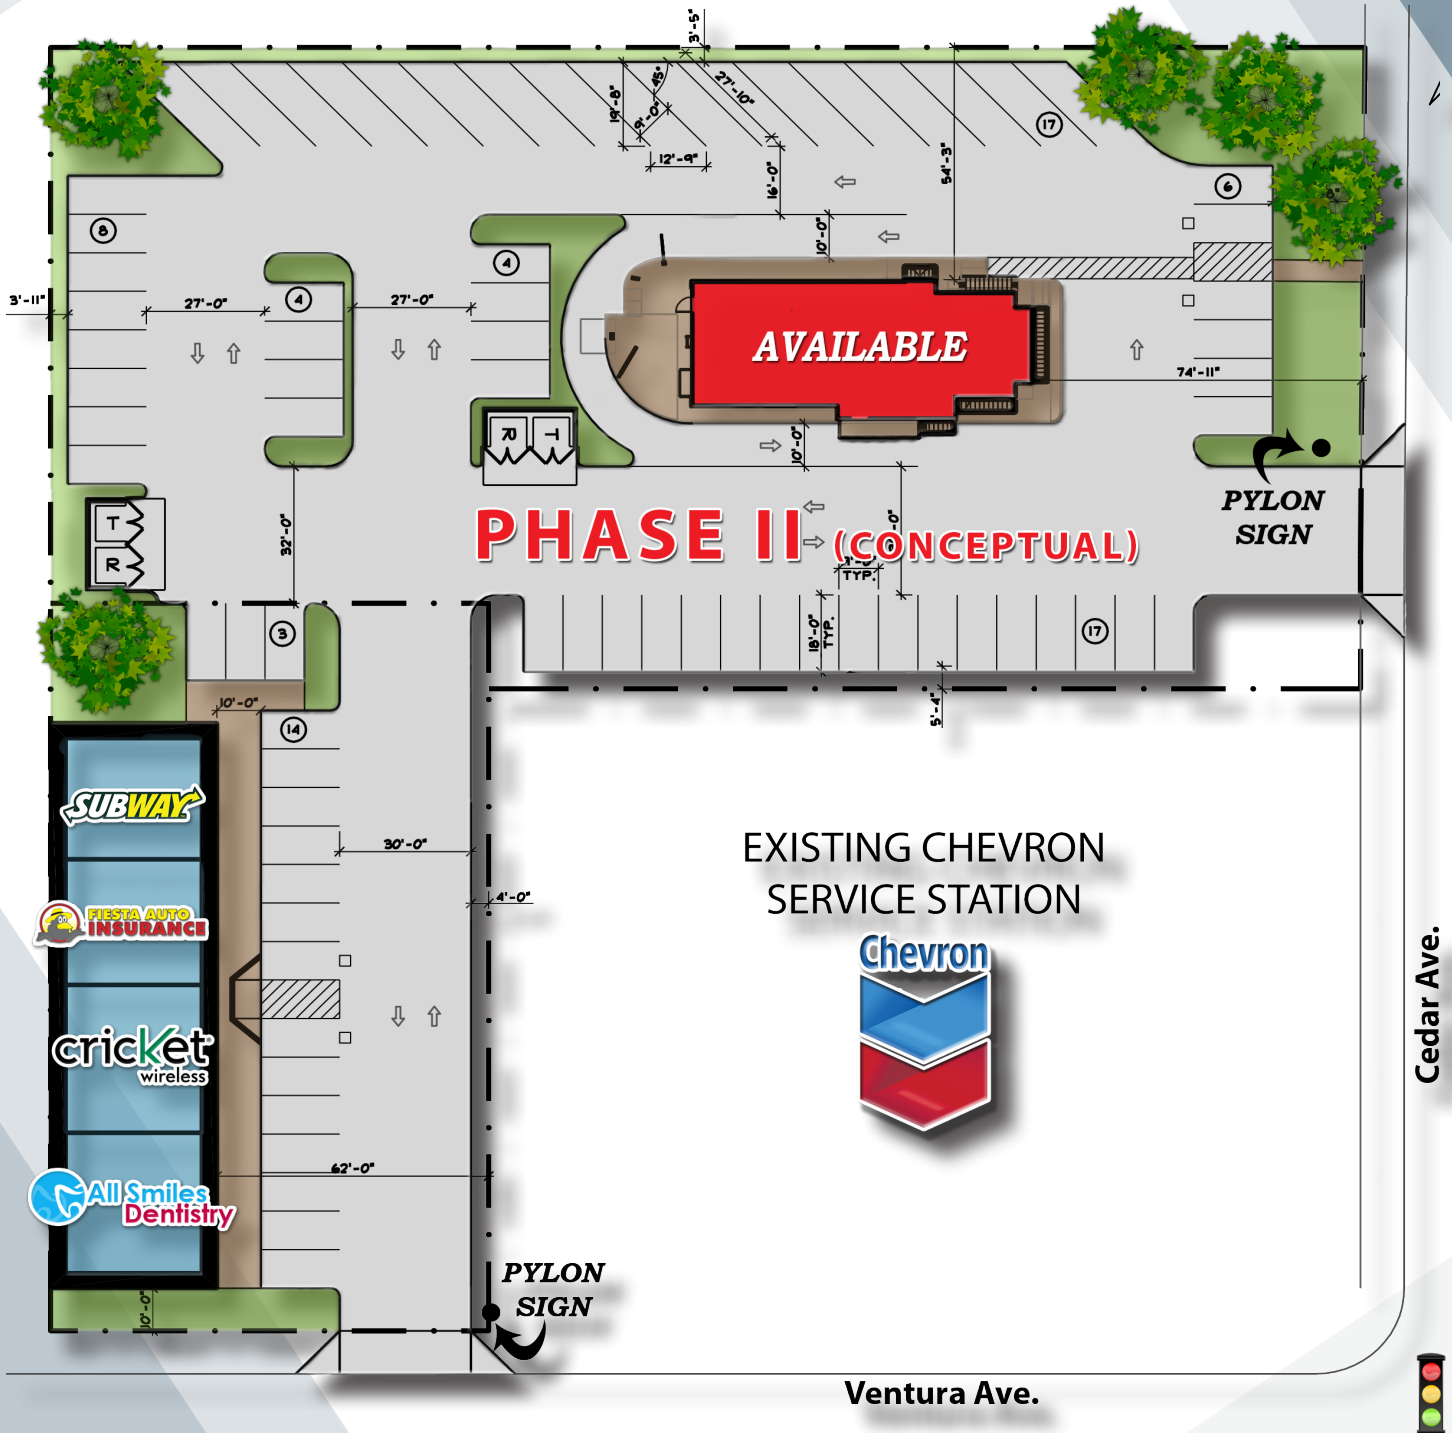 3'-5"
45°
27'-10"
19'-8"
9'-0"
17
12'-9"
54'-3"
16'-0"
6
8
10'-0"
4
4
3'-11"
27'-0"
27'-0"
AVAILABLE
74'-11"
R T
10'-0"
PYLON
SIGN
T
R
32'-0"
PHASE II (CONCEPTUAL)
TYP.
3
18'-0"
TYP.
17
10'-0"
14
5'-4"
SUBWAY
30'-0"
EXISTING CHEVRON
SERVICE STATION
4'-0"
FIESTA AUTO
INSURANCE
Chevron
cricket
wireless
Cedar Ave.
62'-0"
All Smiles
Dentistry
PYLON
SIGN
10'-0"
Ventura Ave.